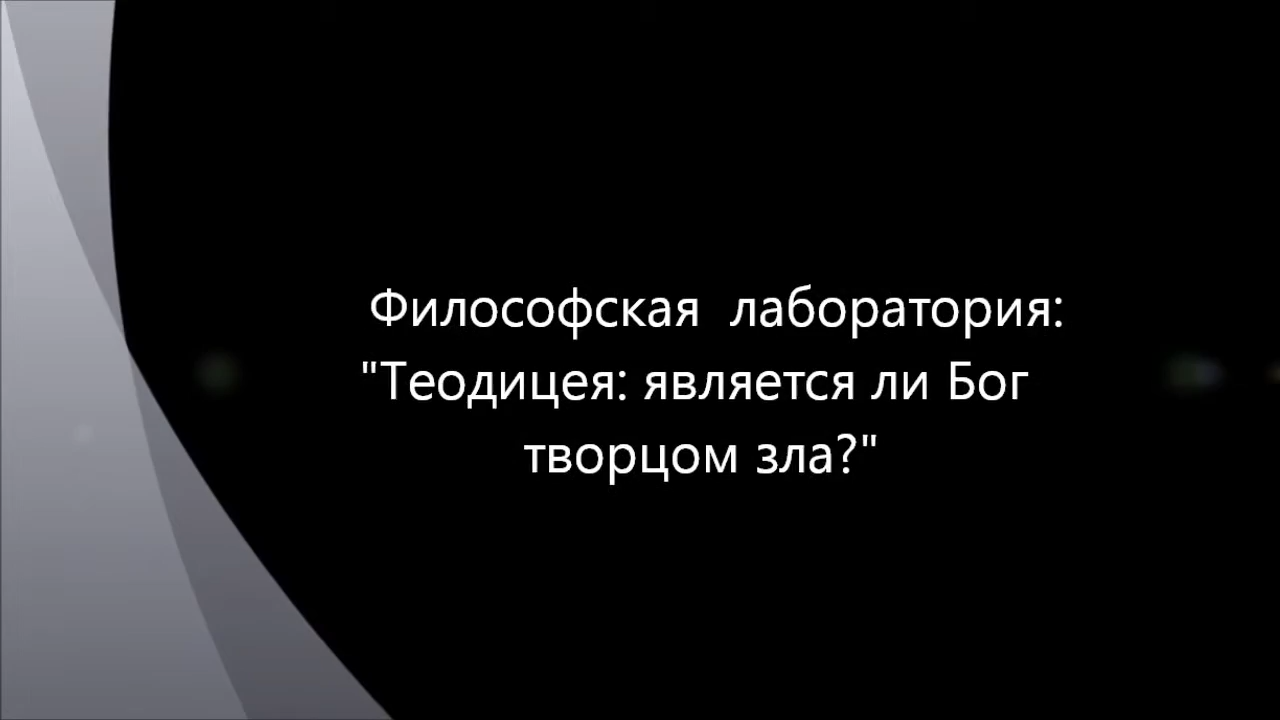 Философская  лаборатория:
"Теодицея: является ли Бог
творцом зла?"